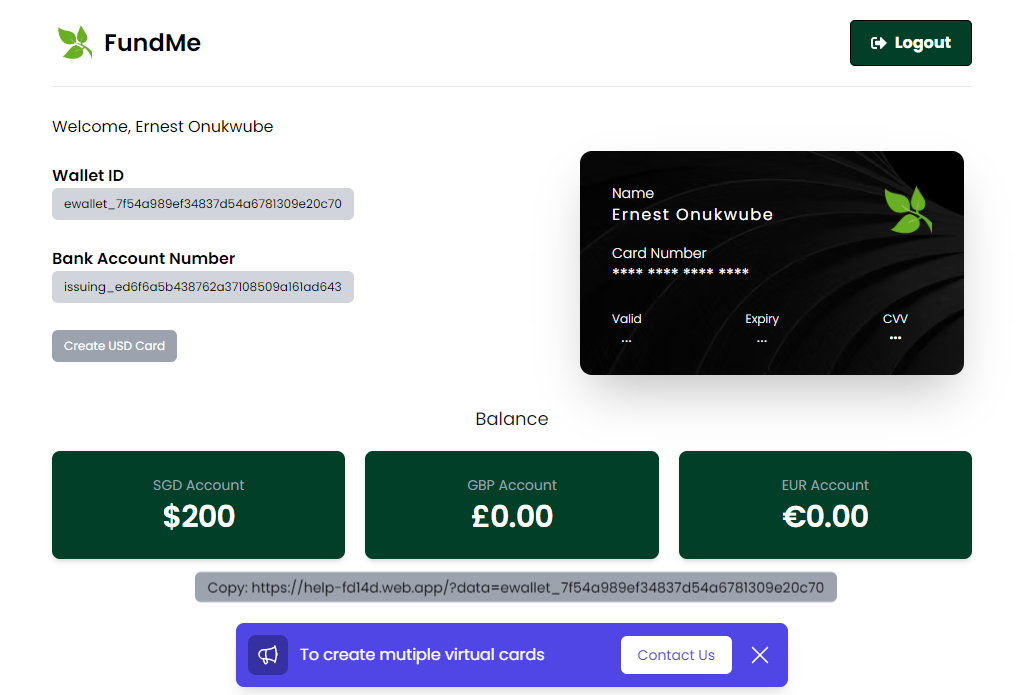 FundMe
Logout
Welcome, Ernest Onukwube
Wallet ID
ewallet_7f54a989ef34837d54a6781309e20c70
Bank Account Number
issuing_ed6f6a5b438762a37108509a161ad643
Create USD Card
Name
Ernest Onukwube
Card Number
**** **** **** ****
Valid Expiry CVV
... ... •••
Balance
SGD Account
$200
GBP Account
£0.00
EUR Account
€0.00
Copy: https://help-fd14d.web.app/?data=ewallet_7f54a989ef34837d54a6781309e20c70
To create mutiple virtual cards
Contact Us